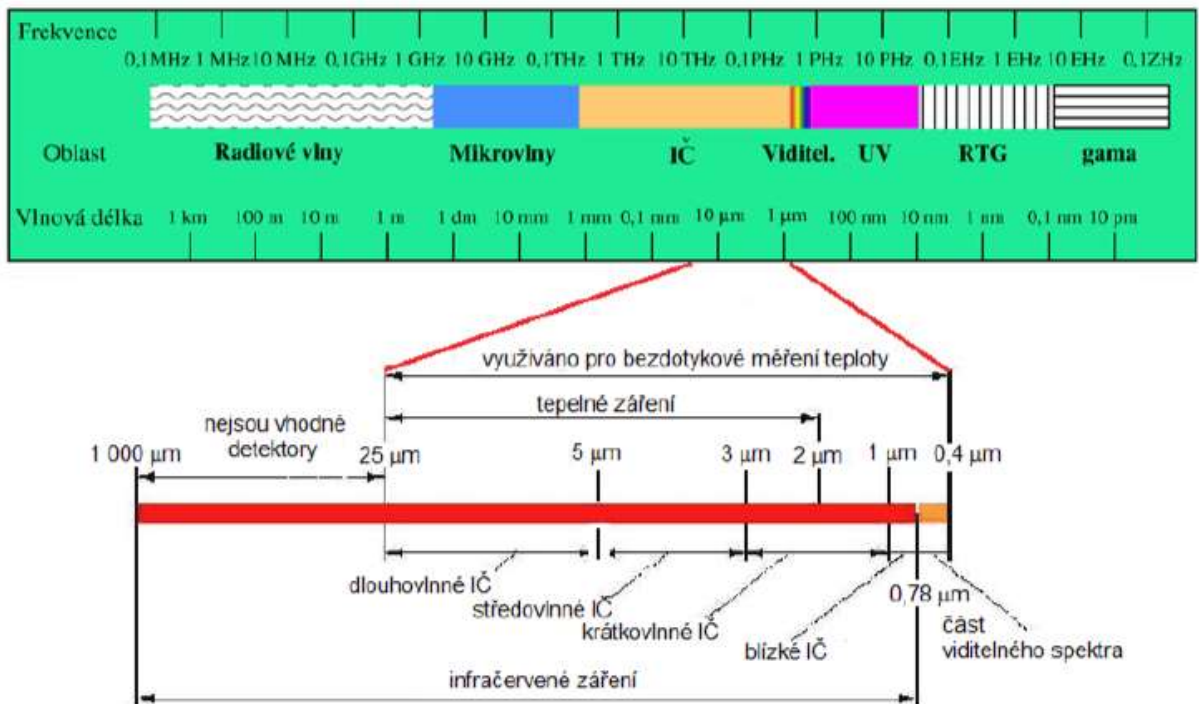 Frekvence
0,1MHz 1 MHz 10 MHz 0,1GHz 1 GHz 10 GHz 0,1THz 1 THz 10 THz 0,1PHz 1 PHz 10 PHz 0,1EHz 1 EHz 10 EHz 0,1ZHz
Oblast Radiové vlny Mikrovlny IČ Viditel. UV RTG gama
Vlnová délka 1 km 100 m 10 m 1 m 1 dm 10 mm 1 mm 0,1 mm 10 µm 1 µm 100 nm 10 nm 1 nm 0,1 nm 10 pm
využíváno pro bezdotykové měření teploty
tepelné záření
nejsou vhodné
detektory
1 000 µm 25 µm 5 µm 3 µm 2 µm 1 µm 0,4 µm
dlouhovlnné IČ
středovlnné IČ
krátkovlnné IČ
blízké IČ
0,78 µm
část
viditelného spektra
infračervené záření